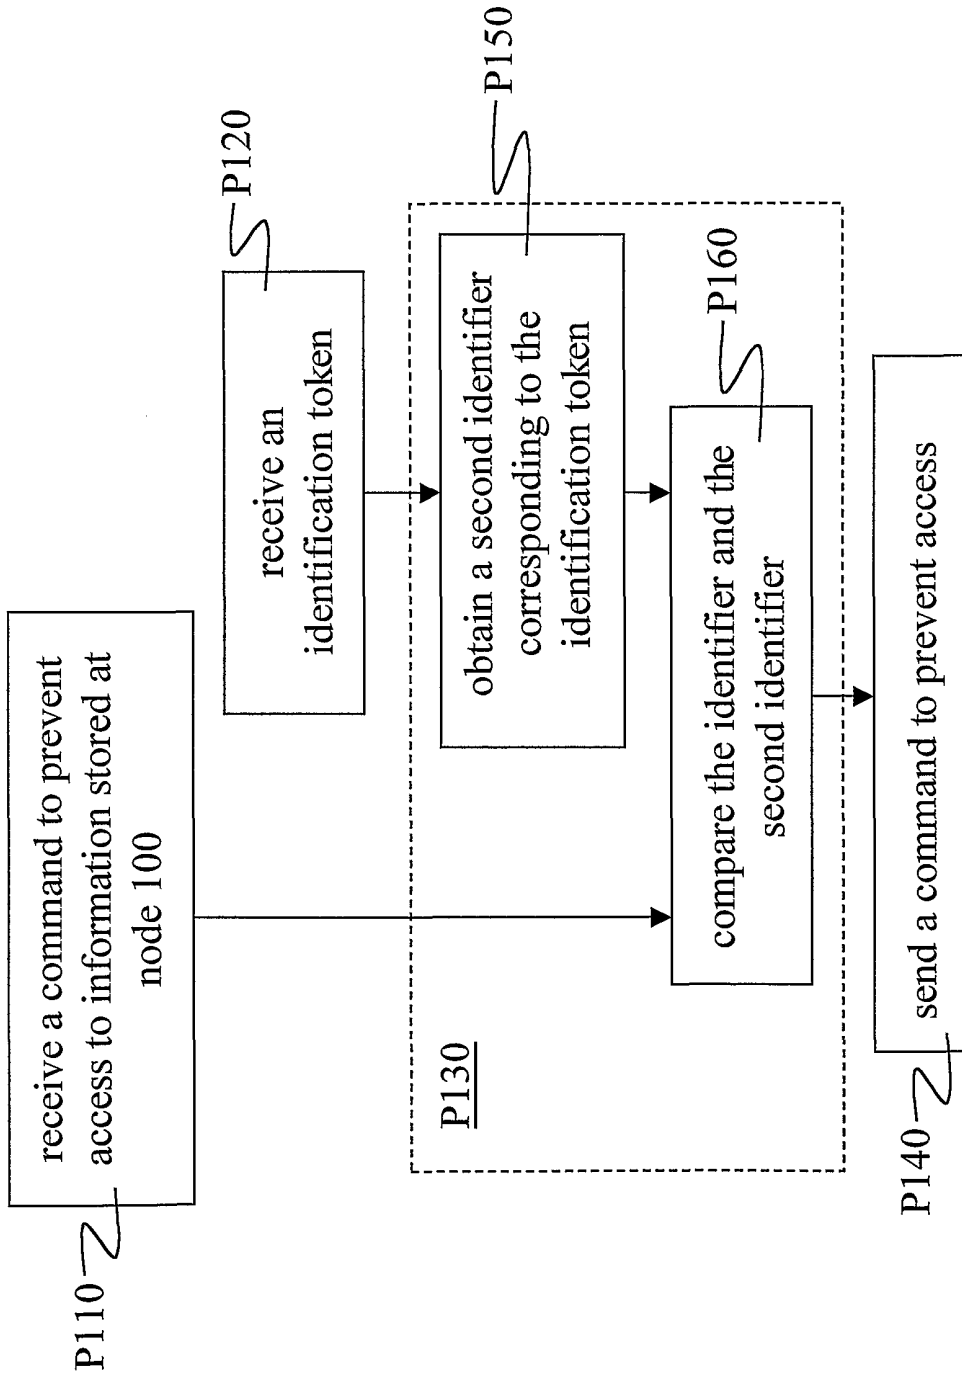 P110
receive a command to prevent
access to information stored at
node 100
P120
receive an
identification token
P130
P150
obtain a second identifier
corresponding to the
identification token
P160
compare the identifier and the
second identifier
P140
send a command to prevent access